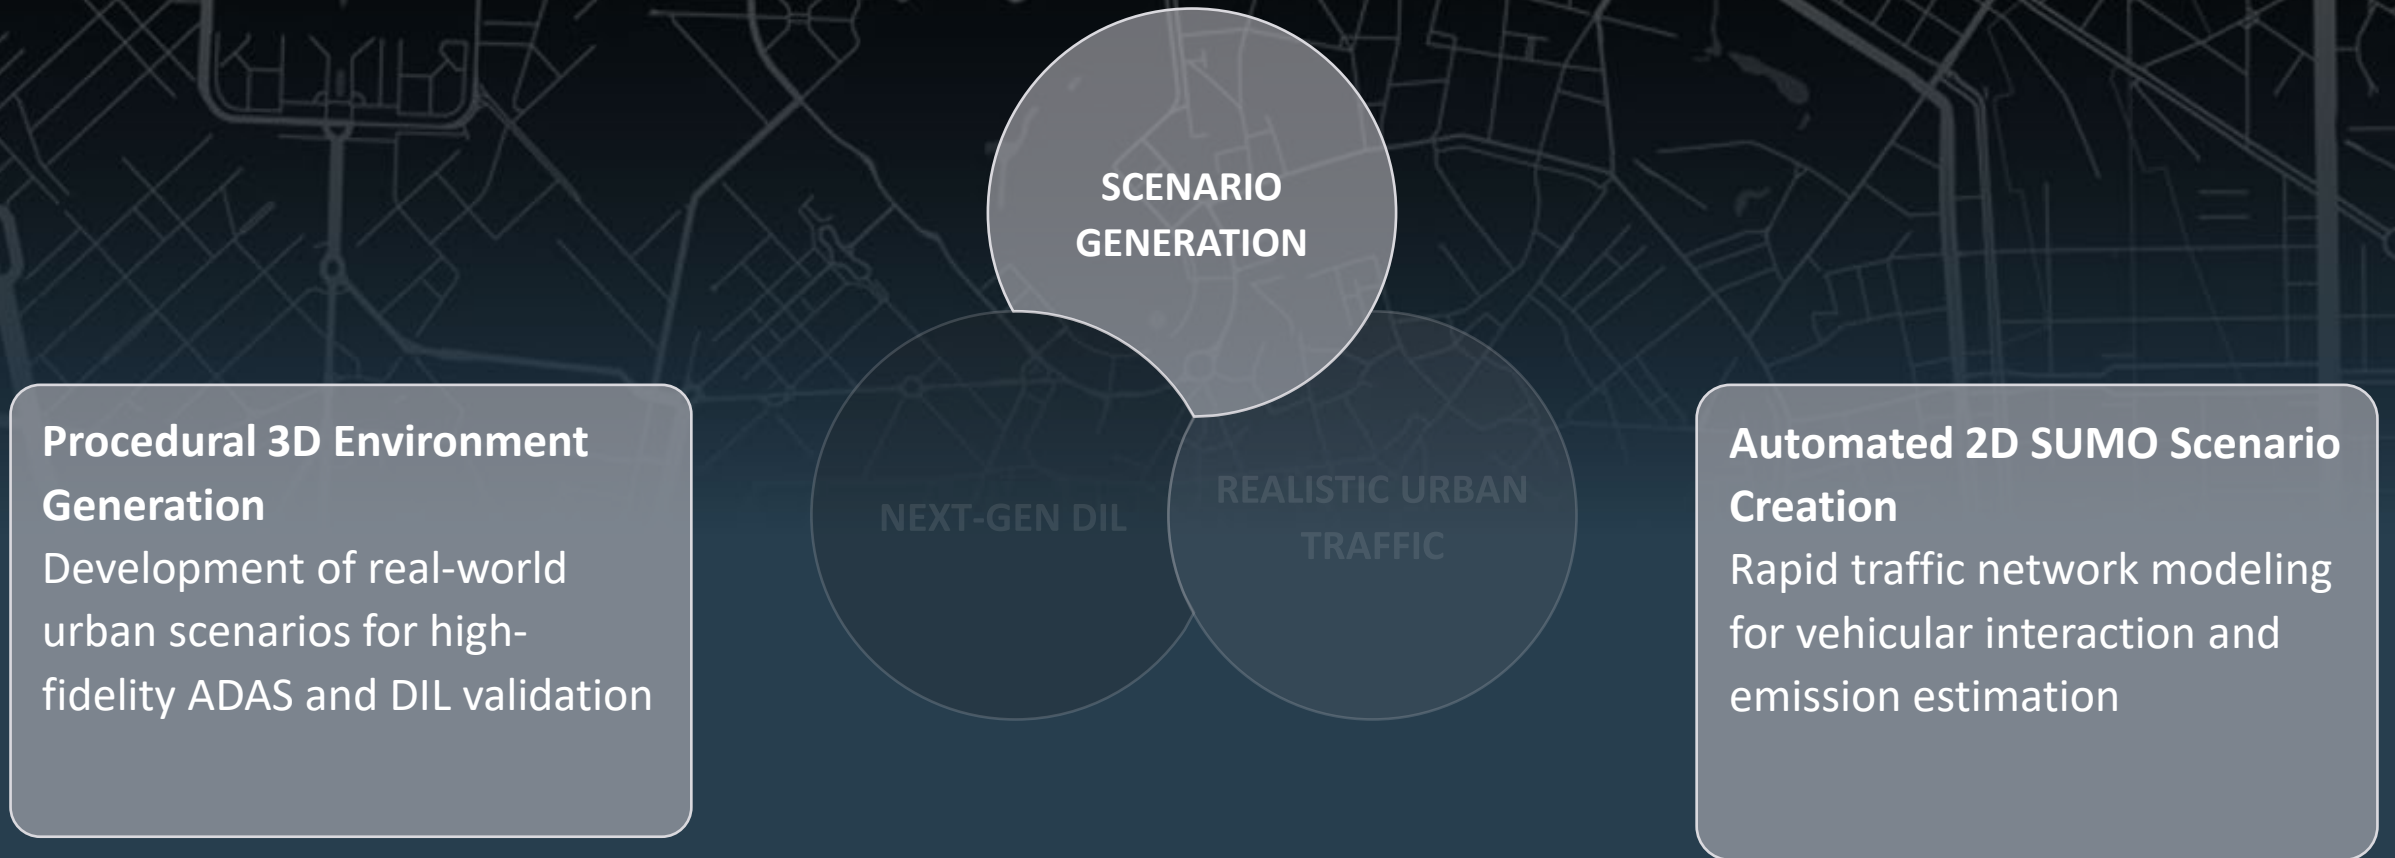 SCENARIO
GENERATION
Procedural 3D Environment
Generation
Development of real-world
urban scenarios for high-
fidelity ADAS and DIL validation
NEXT-GEN DIL
REALISTIC URBAN
TRAFFIC
Automated 2D SUMO Scenario
Creation
Rapid traffic network modeling
for vehicular interaction and
emission estimation